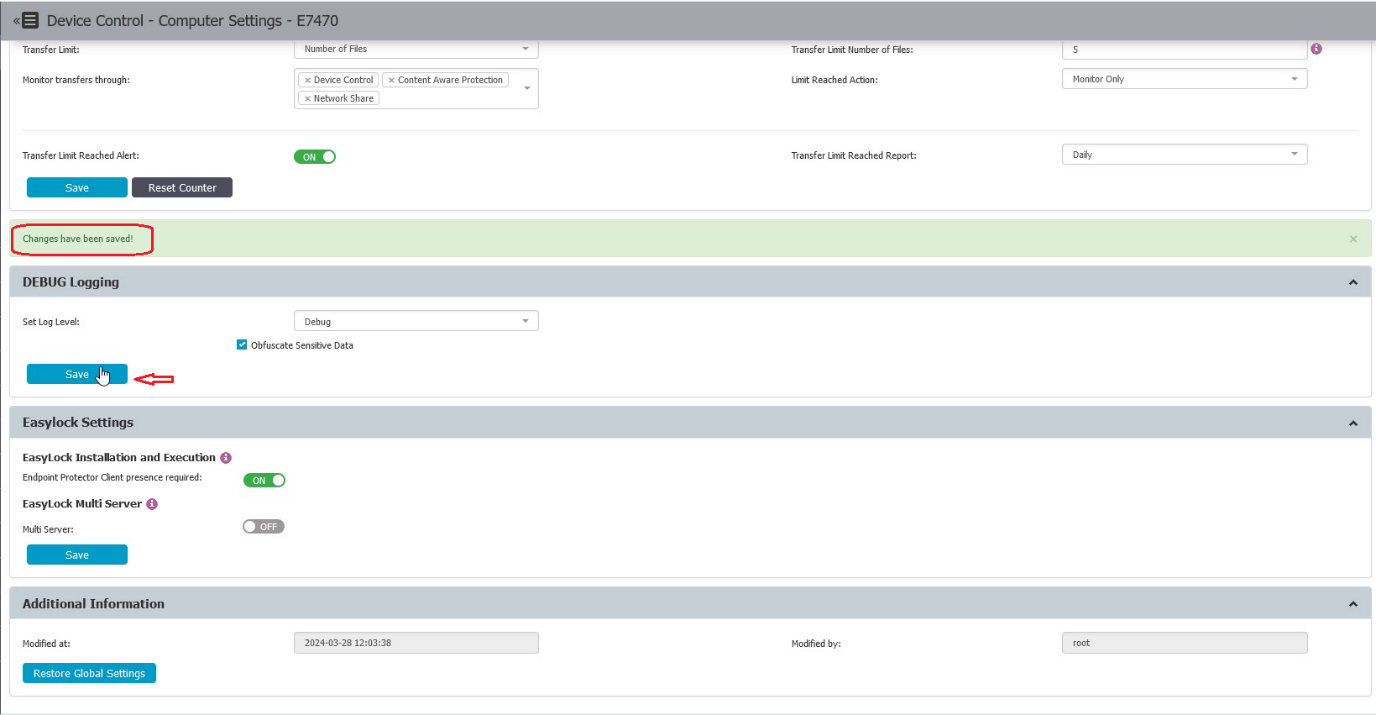 Device Control - Computer Settings - E7470
Transfer Limit: Number of Files Transfer Limit Number of Files: 5
Monitor transfers through: × Device Control × Content Aware Protection Limit Reached Action: Monitor Only
× Network Share
Transfer Limit Reached Alert: ON Transfer Limit Reached Report: Daily
Save Reset Counter
Changes have been saved!
DEBUG Logging
Set Log Level: Debug
Obfuscate Sensitive Data
Save
Easylock Settings
EasyLock Installation and Execution
Endpoint Protector Client presence required: ON
EasyLock Multi Server
Multi Server: OFF
Save
Additional Information
Modified at: 2024-03-28 12:03:38 Modified by: root
Restore Global Settings